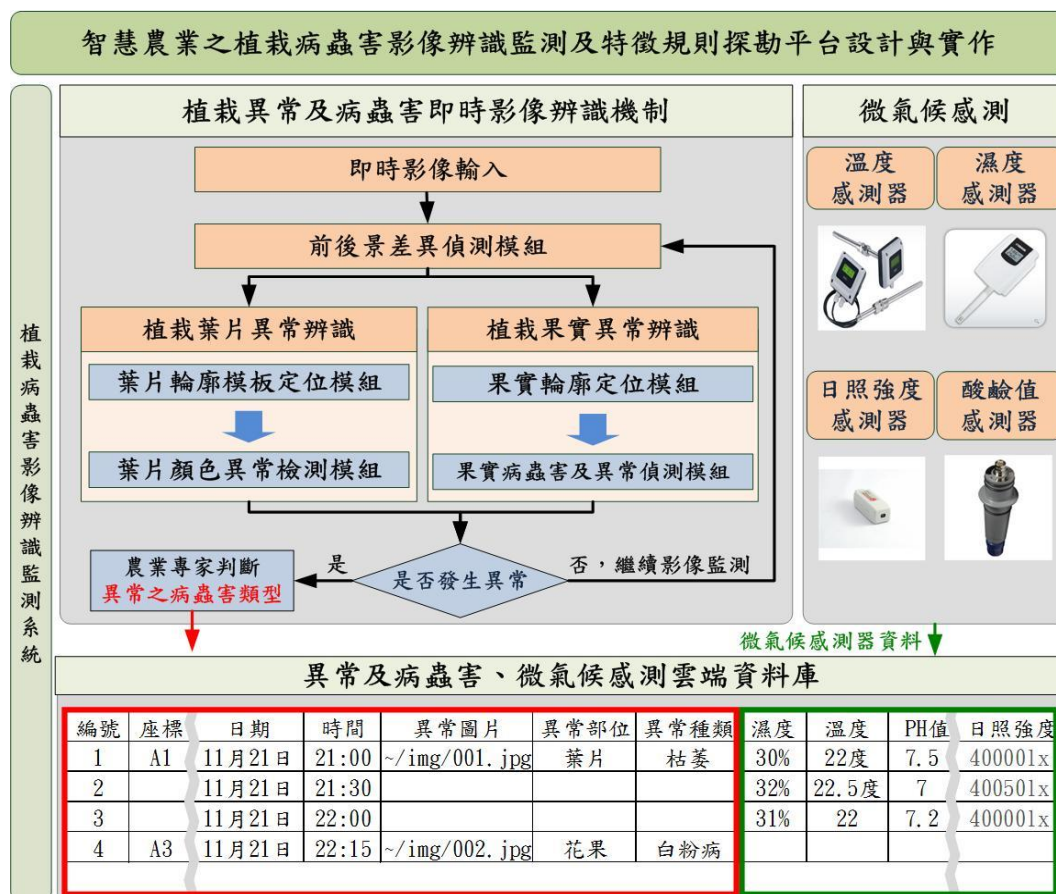 智慧農業之植栽病蟲害影像辨識監測及特徵規則探勘平台設計與實作
植栽病蟲害影像辨識監測系統
植栽異常及病蟲害即時影像辨識機制
即時影像輸入
前後景差異偵測模組
植栽葉片異常辨識
葉片輪廓模板定位模組
葉片顏色異常檢測模組
植栽果實異常辨識
果實輪廓定位模組
果實病蟲害及異常偵測模組
是否發生異常
是
否，繼續影像監測
農業專家判斷
異常之病蟲害類型
微氣候感測
溫度
感測器
濕度
感測器
日照強度
感測器
酸鹼值
感測器
微氣候感測器資料
異常及病蟲害、微氣候感測雲端資料庫
編號 座標 日期 時間 異常圖片 異常部位 異常種類 濕度 溫度 PH值 日照強度
1 A1 11月21日 21:00 ~/img/001.jpg 葉片 枯萎 30% 22度 7.5 40000lx
2 11月21日 21:30 32% 22.5度 7 40050lx
3 11月21日 22:00 31% 22 7.2 40000lx
4 A3 11月21日 22:15 ~/img/002.jpg 花果 白粉病